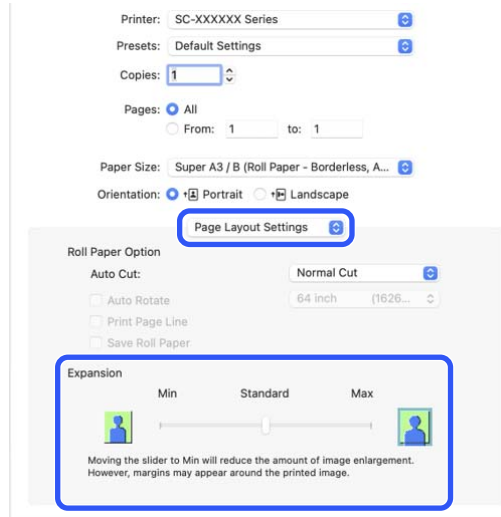 Printer: SC-XXXXXX Series
Presets: Default Settings
Copies: 1
Pages: All
From: 1 to: 1
Paper Size: Super A3 / B (Roll Paper - Borderless, A...
Orientation: Portrait Landscape
Page Layout Settings
Roll Paper Option
Auto Cut: Normal Cut
Auto Rotate 64 inch (1626...
Print Page Line
Save Roll Paper
Expansion
Min Standard Max
Moving the slider to Min will reduce the amount of image enlargement.
However, margins may appear around the printed image.